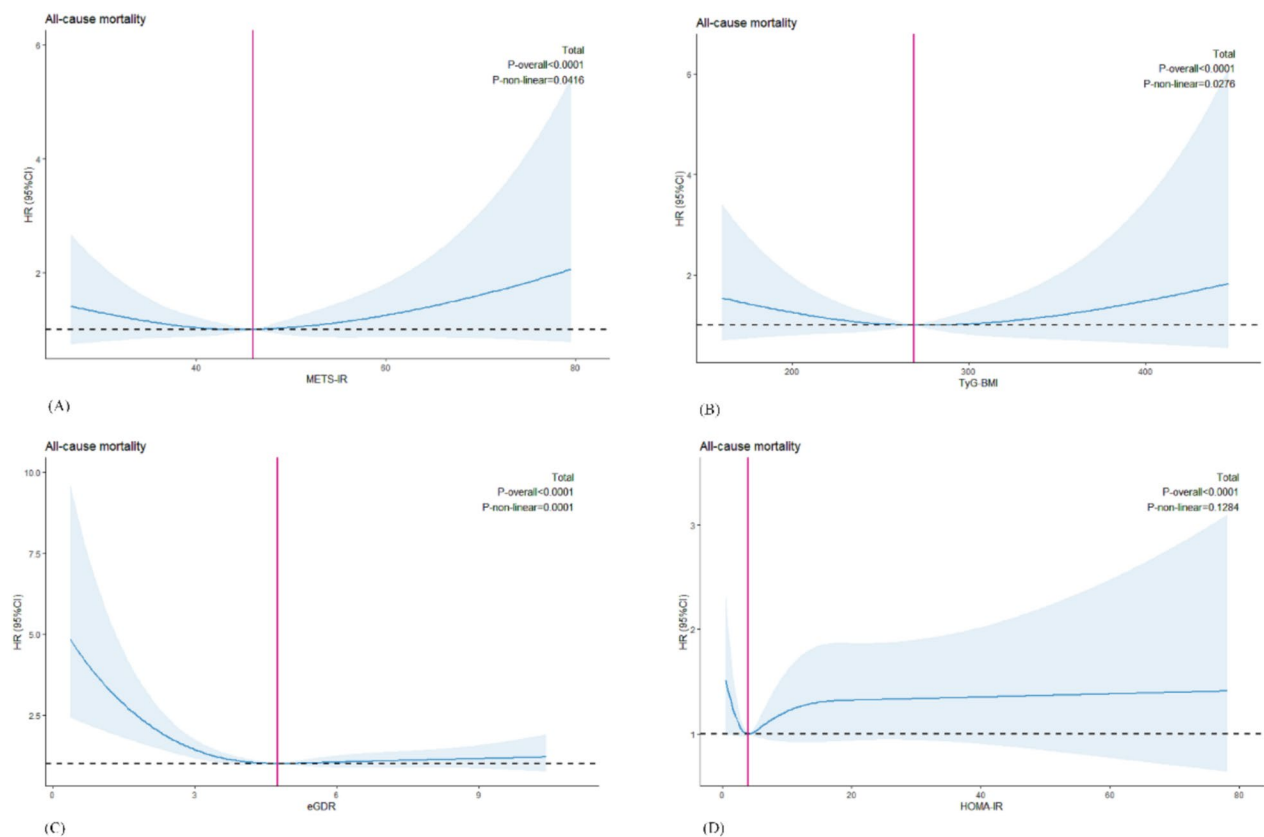 All-cause mortality
6
4
2
HR (95%CI)
Total
P-overall<0.0001
P-non-linear=0.0416
40
60
80
METS-IR
(A)
All-cause mortality
6
4
2
HR (95%CI)
Total
P-overall<0.0001
P-non-linear=0.0276
200
300
400
TyG-BMI
(B)
All-cause mortality
10.0
7.5
5.0
2.5
HR (95%CI)
Total
P-overall<0.0001
P-non-linear=0.0001
0
3
6
9
eGDR
(C)
All-cause mortality
3
2
1
HR (95%CI)
Total
P-overall<0.0001
P-non-linear=0.1284
0
20
40
60
80
HOMA-IR
(D)